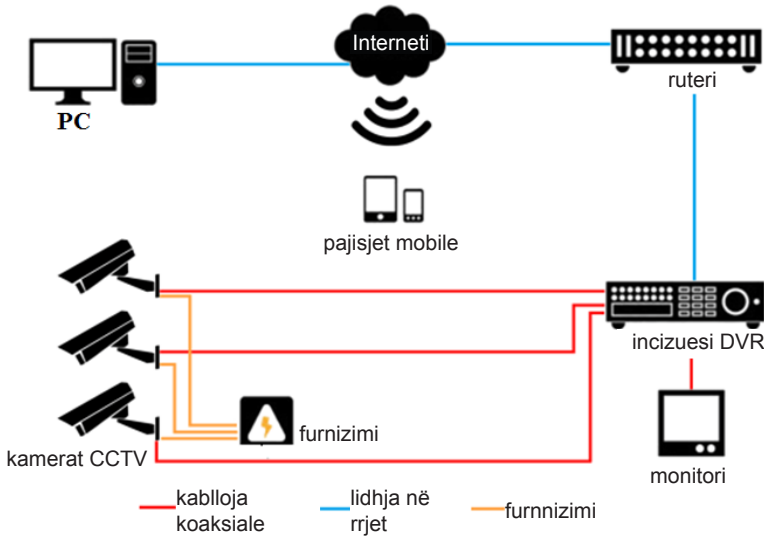 Interneti
ruteri
PC
pajisjet mobile
incizuesi DVR
furnizimi
kamerat CCTV
monitori
kablloja
koaksiale
lidhja në
rrjet
furnnizimi